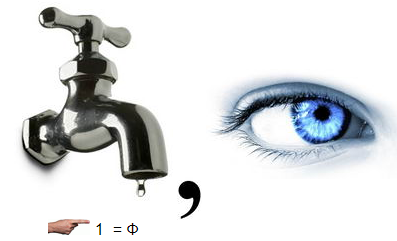 ,
1 = Ф